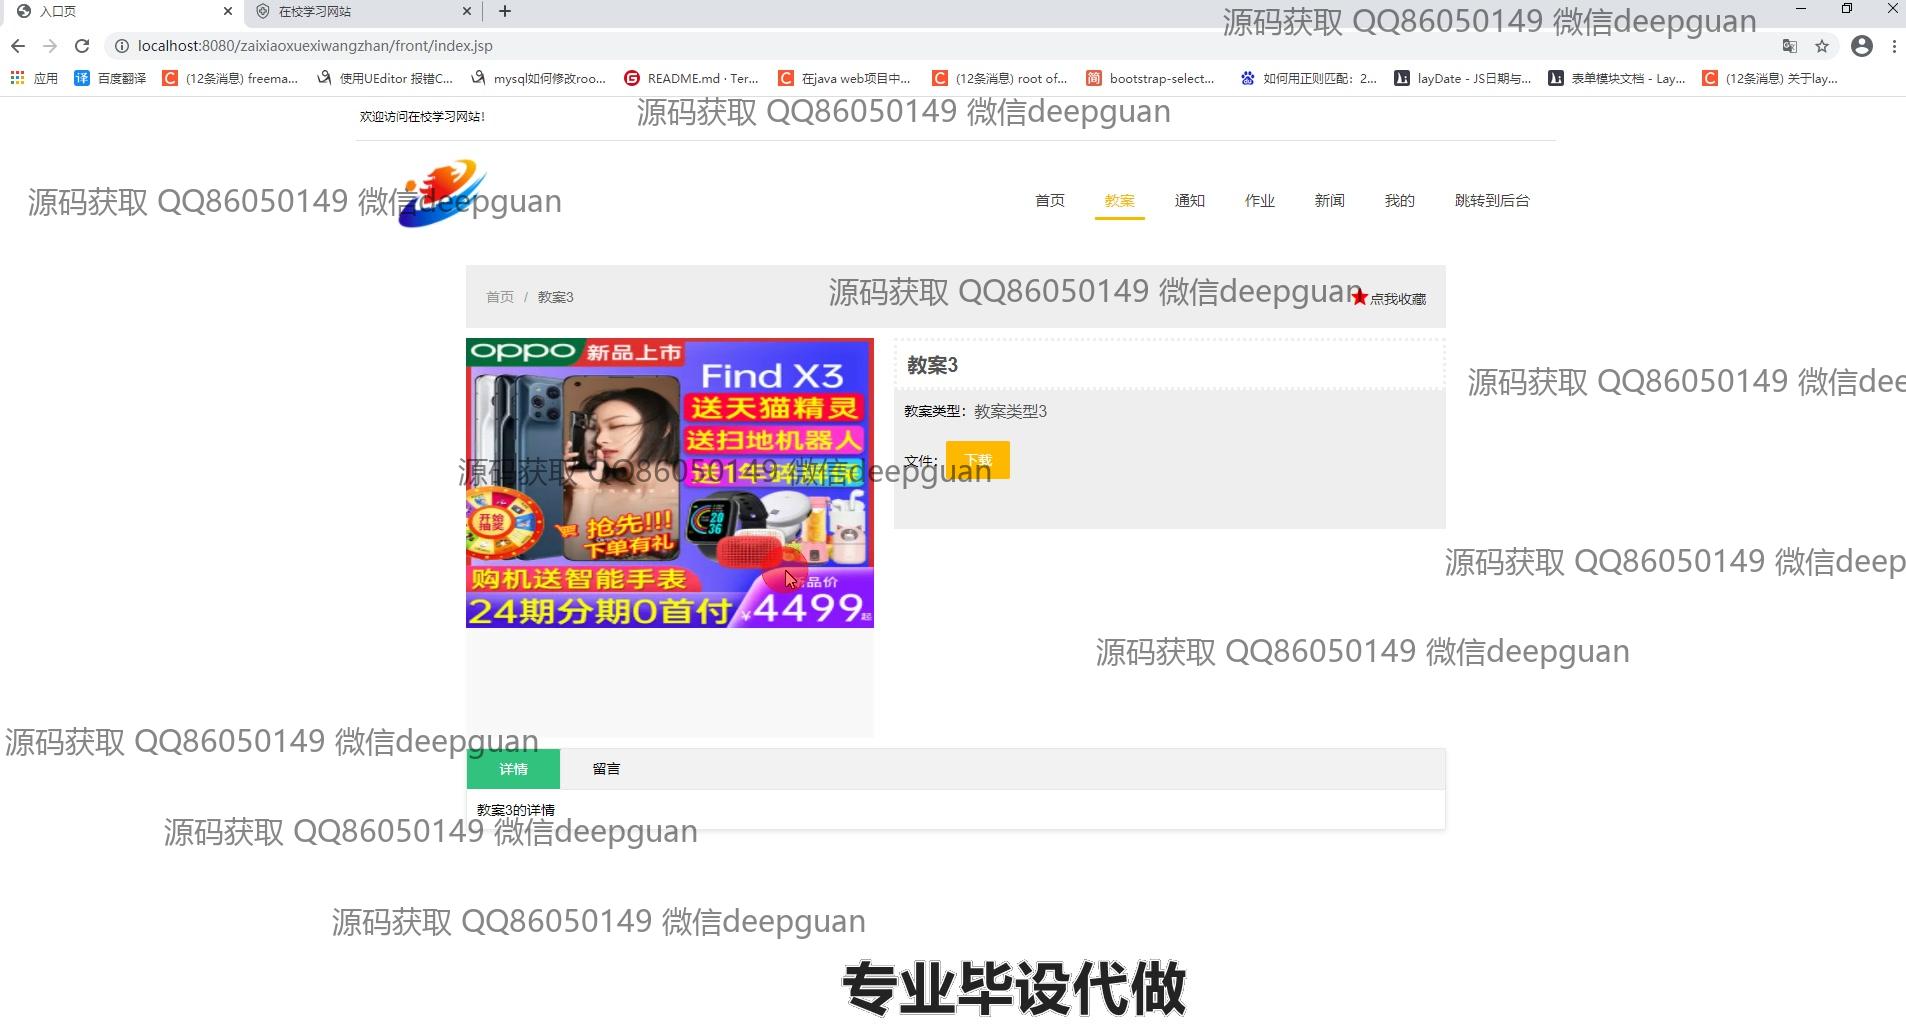 入口页
在校学习网站
源码获取 QQ86050149 微信deepguan
localhost:8080/zaixiaoxuexiwangzhan/front/index.jsp
应用 百度翻译 (12条消息) freema... 使用UEditor 报错C... mysql如何修改roo... README.md · Ter... 在java web项目中... (12条消息) root of... bootstrap-select... 如何用正则匹配：2... layDate - JS日期与... 表单模块文档 - Lay... (12条消息) 关于lay...
欢迎访问在校学习网站！
源码获取 QQ86050149 微信deepguan
源码获取 QQ86050149 微信deepguan
首页 教案 通知 作业 新闻 我的 跳转到后台
首页 / 教案3
源码获取 QQ86050149 微信deepguan
点我收藏
oppo 新品上市
Find X3
送天猫精灵
送扫地机器人
开始
抽奖
抢先!!!
下单有礼
购机送智能手表
24期分期0首付
¥4499起
教案3
源码获取 QQ86050149 微信dee
教案类型：教案类型3
文件： 下载
源码获取 QQ86050149 微信deepguan
源码获取 QQ86050149 微信deep
源码获取 QQ86050149 微信deepguan
源码获取 QQ86050149 微信deepguan
详情 留言
教案3的详情
源码获取 QQ86050149 微信deepguan
源码获取 QQ86050149 微信deepguan
专业毕设代做